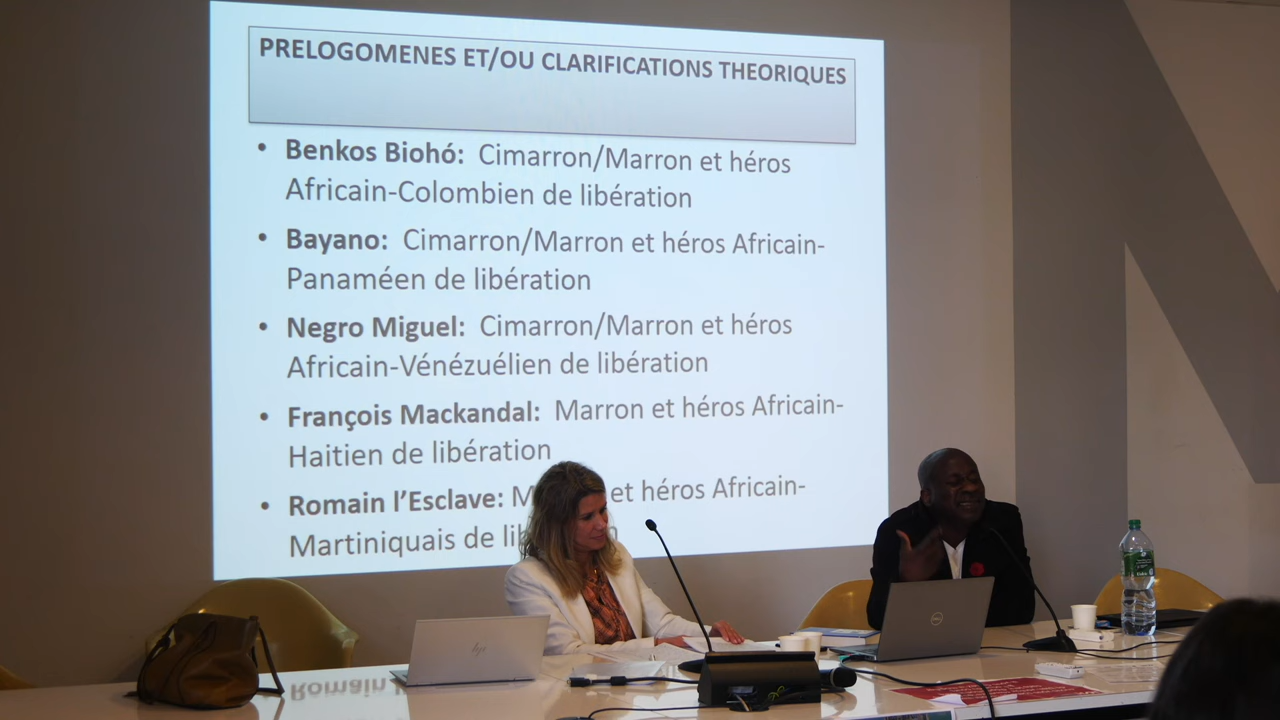 PRELOGOMENES ET/OU CLARIFICATIONS THEORIQUES
• Benkos Biohó: Cimarron/Marron et héros
Africain-Colombien de libération
• Bayano: Cimarron/Marron et héros Africain-
Panaméen de libération
• Negro Miguel: Cimarron/Marron et héros
Africain-Vénézuélien de libération
• François Mackandal: Marron et héros Africain-
Haitien de libération
• Romain l'Esclave: et héros Africain-
Martiniquais de
hp
DELL